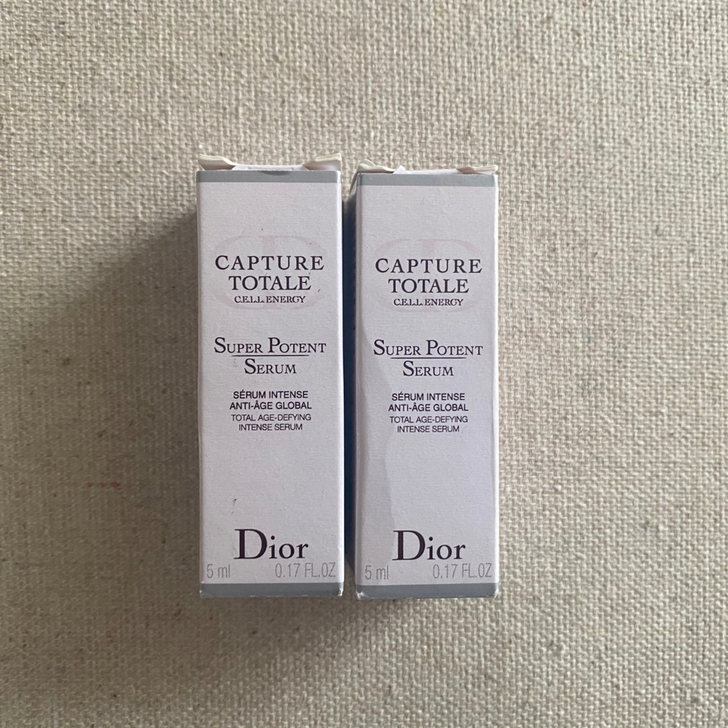 CAPTURE
TOTALE
C.E.L.L. ENERGY
SUPER POTENT
SERUM
SÉRUM INTENSE
ANTI-ÂGE GLOBAL
TOTAL AGE-DEFYING
INTENSE SERUM
Dior
5 ml 0.17 FL.OZ
CAPTURE
TOTALE
C.E.L.L. ENERGY
SUPER POTENT
SERUM
SÉRUM INTENSE
ANTI-ÂGE GLOBAL
TOTAL AGE-DEFYING
INTENSE SERUM
Dior
5 ml 0.17 FL.OZ